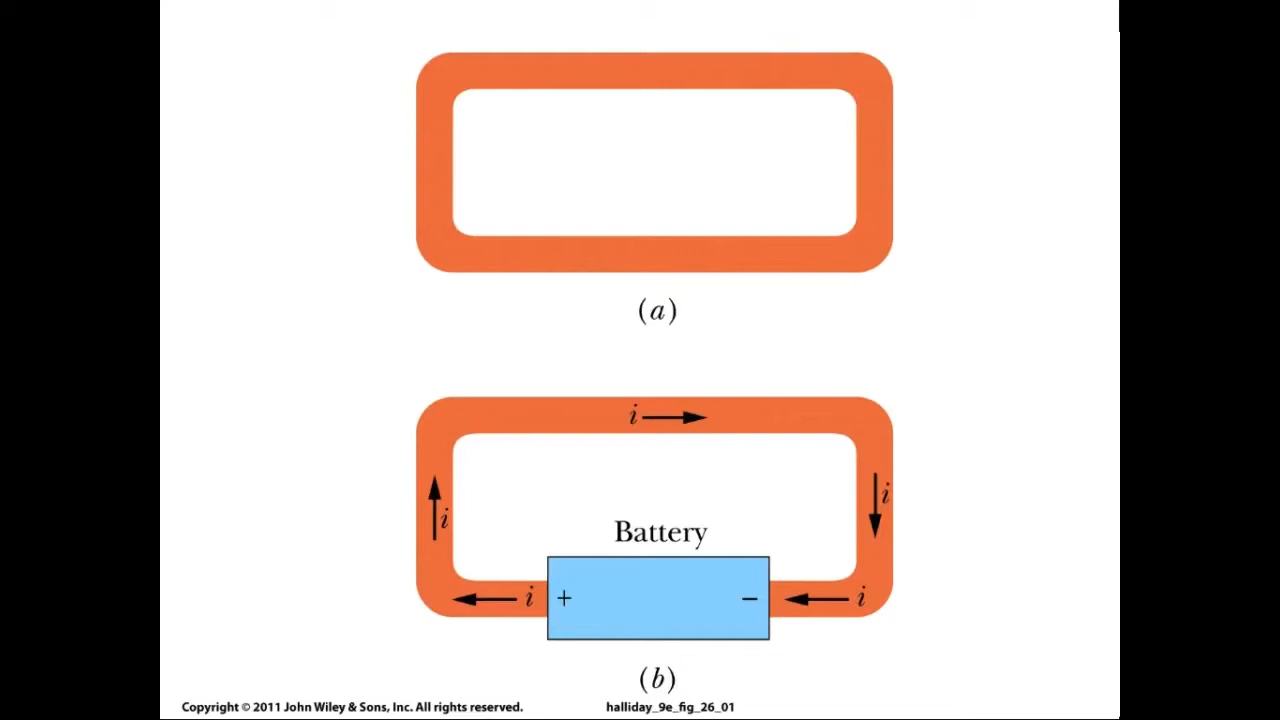 (a)
i
i
i
Battery
i + − i
(b)
Copyright © 2011 John Wiley & Sons, Inc. All rights reserved. halliday_9e_fig_26_01